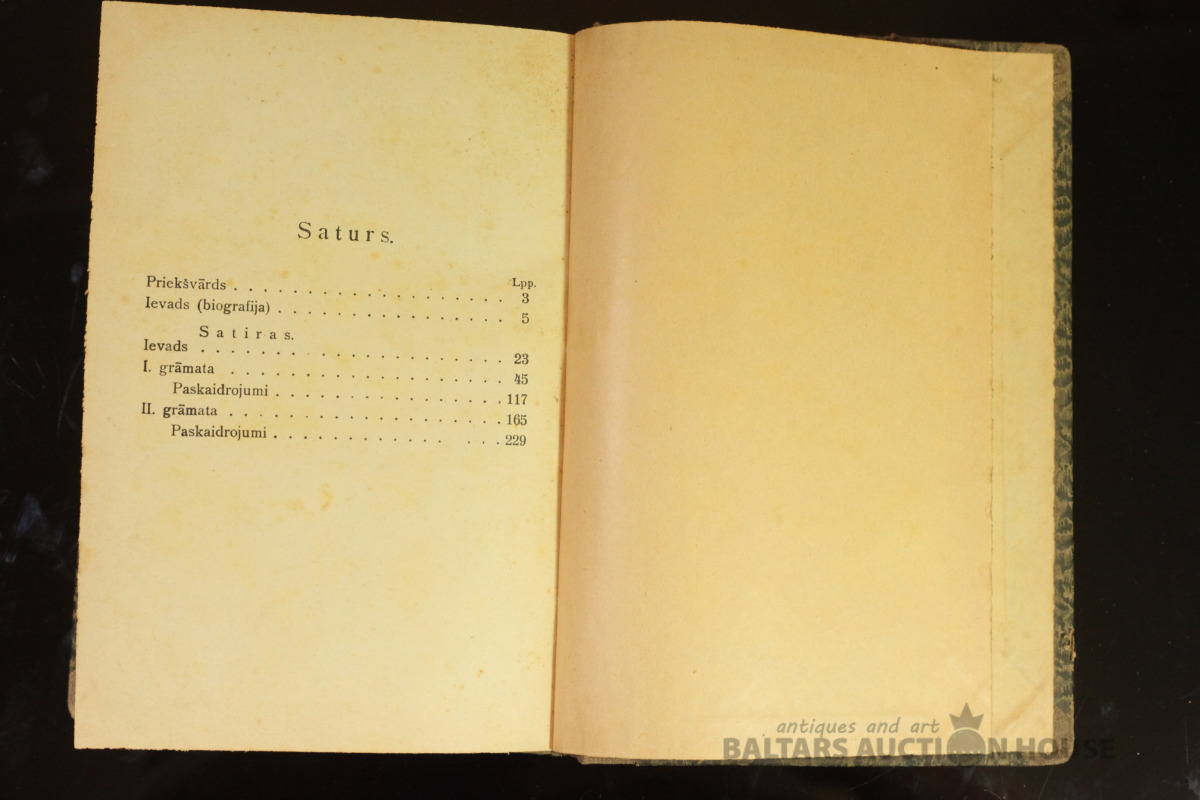 Saturs.
Lpp.
Priekšvārds . . . . . . . . . . . . . . . . . . 3
Ievads (biografija) . . . . . . . . . . . . . . . 5
Satiras.
Ievads . . . . . . . . . . . . . . . . . . . . 23
I. grāmata . . . . . . . . . . . . . . . . . . 45
Paskaidrojumi . . . . . . . . . . . . . . . 117
II. grāmata . . . . . . . . . . . . . . . . . . 165
Paskaidrojumi . . . . . . . . . . . . . . 229
antiques and art
BALTARS AUCTION HOUSE